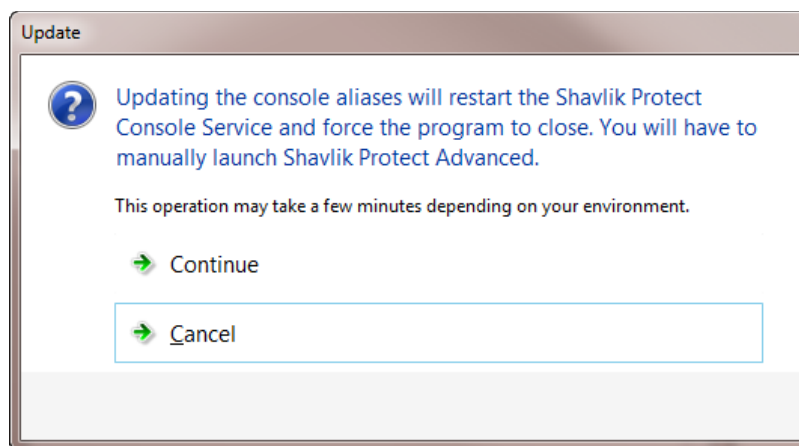 Update
Updating the console aliases will restart the Shavlik Protect
Console Service and force the program to close. You will have to
manually launch Shavlik Protect Advanced.
This operation may take a few minutes depending on your environment.
Continue
Cancel